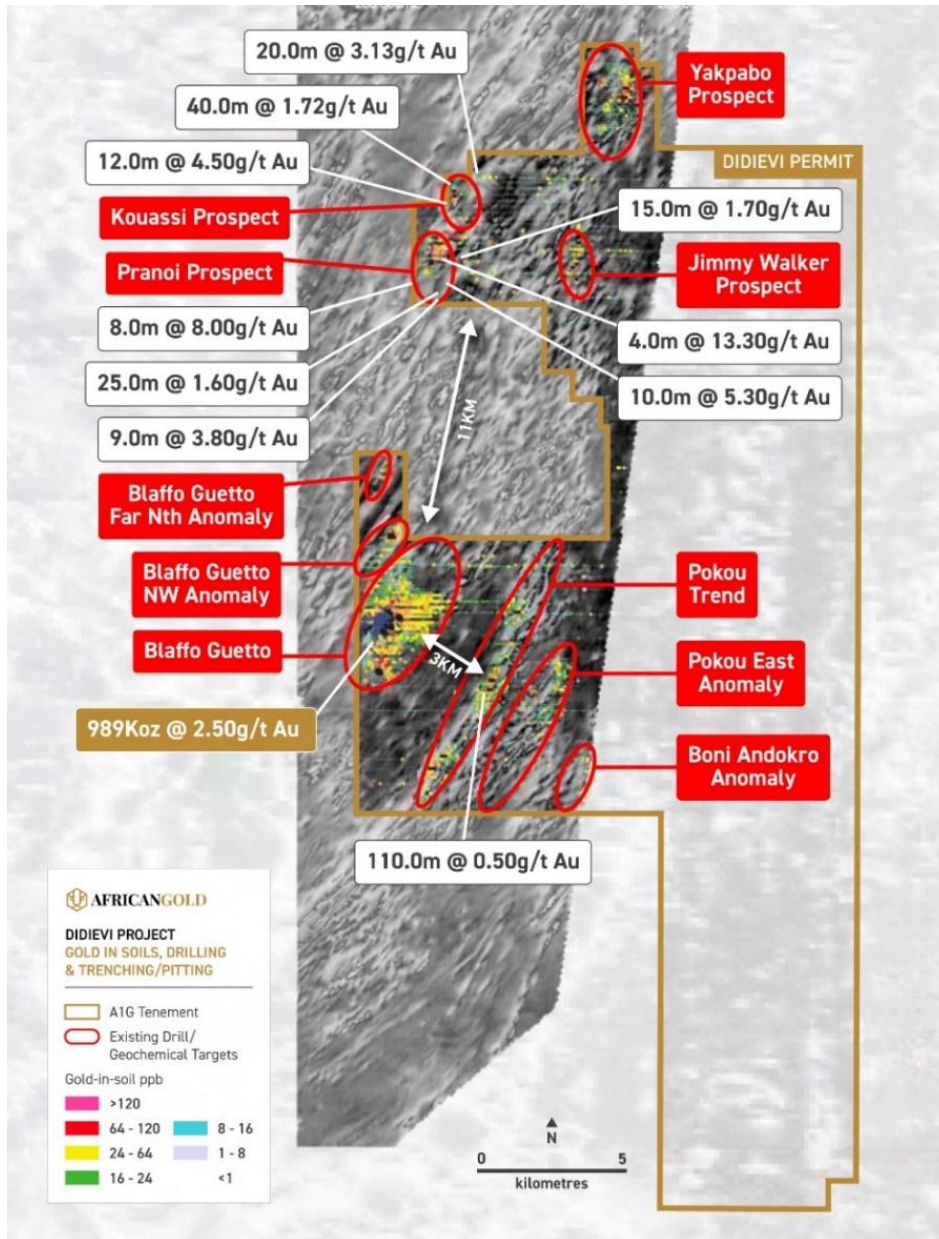 20.0m @ 3.13g/t Au
Yakpabo
Prospect
40.0m @ 1.72g/t Au
12.0m @ 4.50g/t Au
DIDIEVI PERMIT
Kouassi Prospect
15.0m @ 1.70g/t Au
Pranoi Prospect
Jimmy Walker
Prospect
8.0m @ 8.00g/t Au
4.0m @ 13.30g/t Au
25.0m @ 1.60g/t Au
10.0m @ 5.30g/t Au
9.0m @ 3.80g/t Au
11KM
Blaffo Guetto
Far Nth Anomaly
Blaffo Guetto
NW Anomaly
Pokou
Trend
Blaffo Guetto
3KM
Pokou East
Anomaly
989Koz @ 2.50g/t Au
Boni Andokro
Anomaly
110.0m @ 0.50g/t Au
AFRICANGOLD
DIDIEVI PROJECT
GOLD IN SOILS, DRILLING
& TRENCHING/PITTING
A1G Tenement
Existing Drill/
Geochemical Targets
Gold-in-soil ppb
>120
64 - 120
8 - 16
24 - 64
1 - 8
16 - 24
<1
N
0 5
kilometres